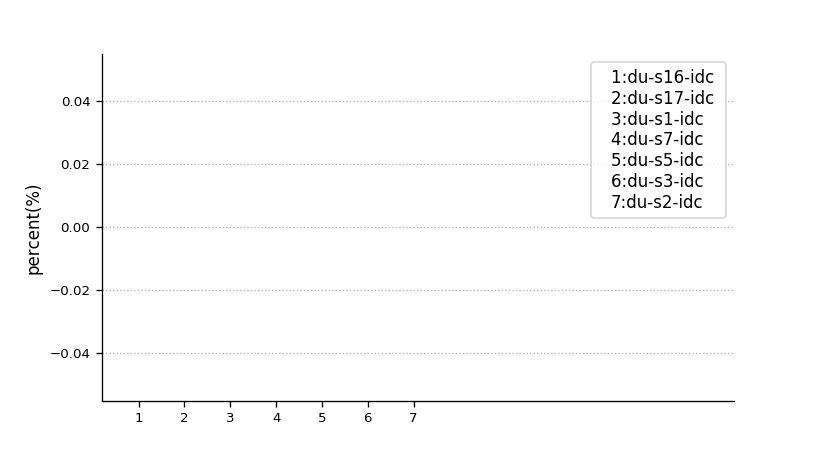 1:du-s16-idc
2:du-s17-idc
3:du-s1-idc
4:du-s7-idc
5:du-s5-idc
6:du-s3-idc
7:du-s2-idc
percent(%)
0.04
0.02
0.00
−0.02
−0.04
1 2 3 4 5 6 7